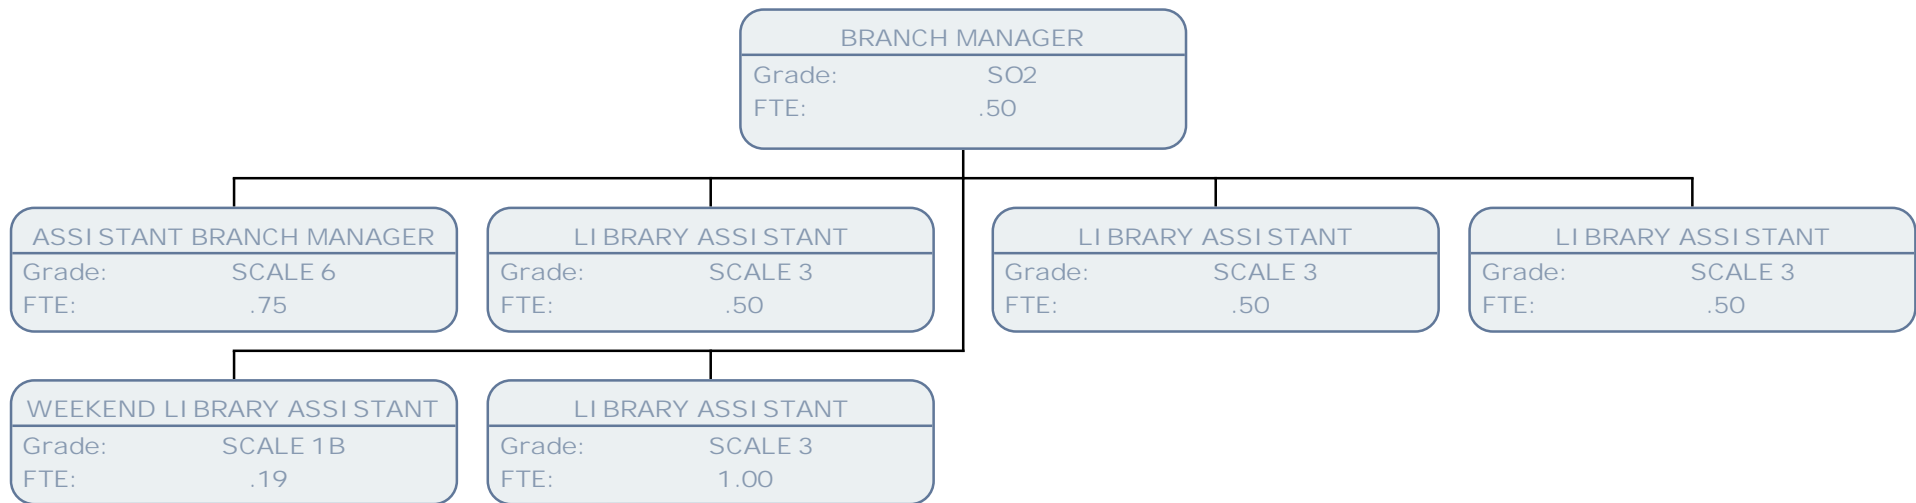 BRANCH MANAGER
Grade: SO2
FTE: .50
ASSISTANT BRANCH MANAGER
Grade: SCALE 6
FTE: .75
LIBRARY ASSISTANT
Grade: SCALE 3
FTE: .50
LIBRARY ASSISTANT
Grade: SCALE 3
FTE: .50
LIBRARY ASSISTANT
Grade: SCALE 3
FTE: .50
WEEKEND LIBRARY ASSISTANT
Grade: SCALE 1B
FTE: .19
LIBRARY ASSISTANT
Grade: SCALE 3
FTE: 1.00